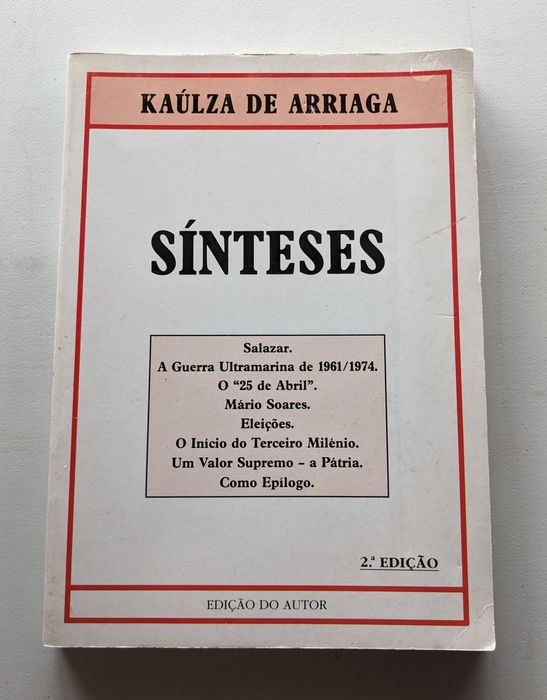 KAÚLZA DE ARRIAGA
SÍNTESES
Salazar.
A Guerra Ultramarina de 1961/1974.
O “25 de Abril”.
Mário Soares.
Eleições.
O Início do Terceiro Milénio.
Um Valor Supremo – a Pátria.
Como Epílogo.
2.ª EDIÇÃO
EDIÇÃO DO AUTOR